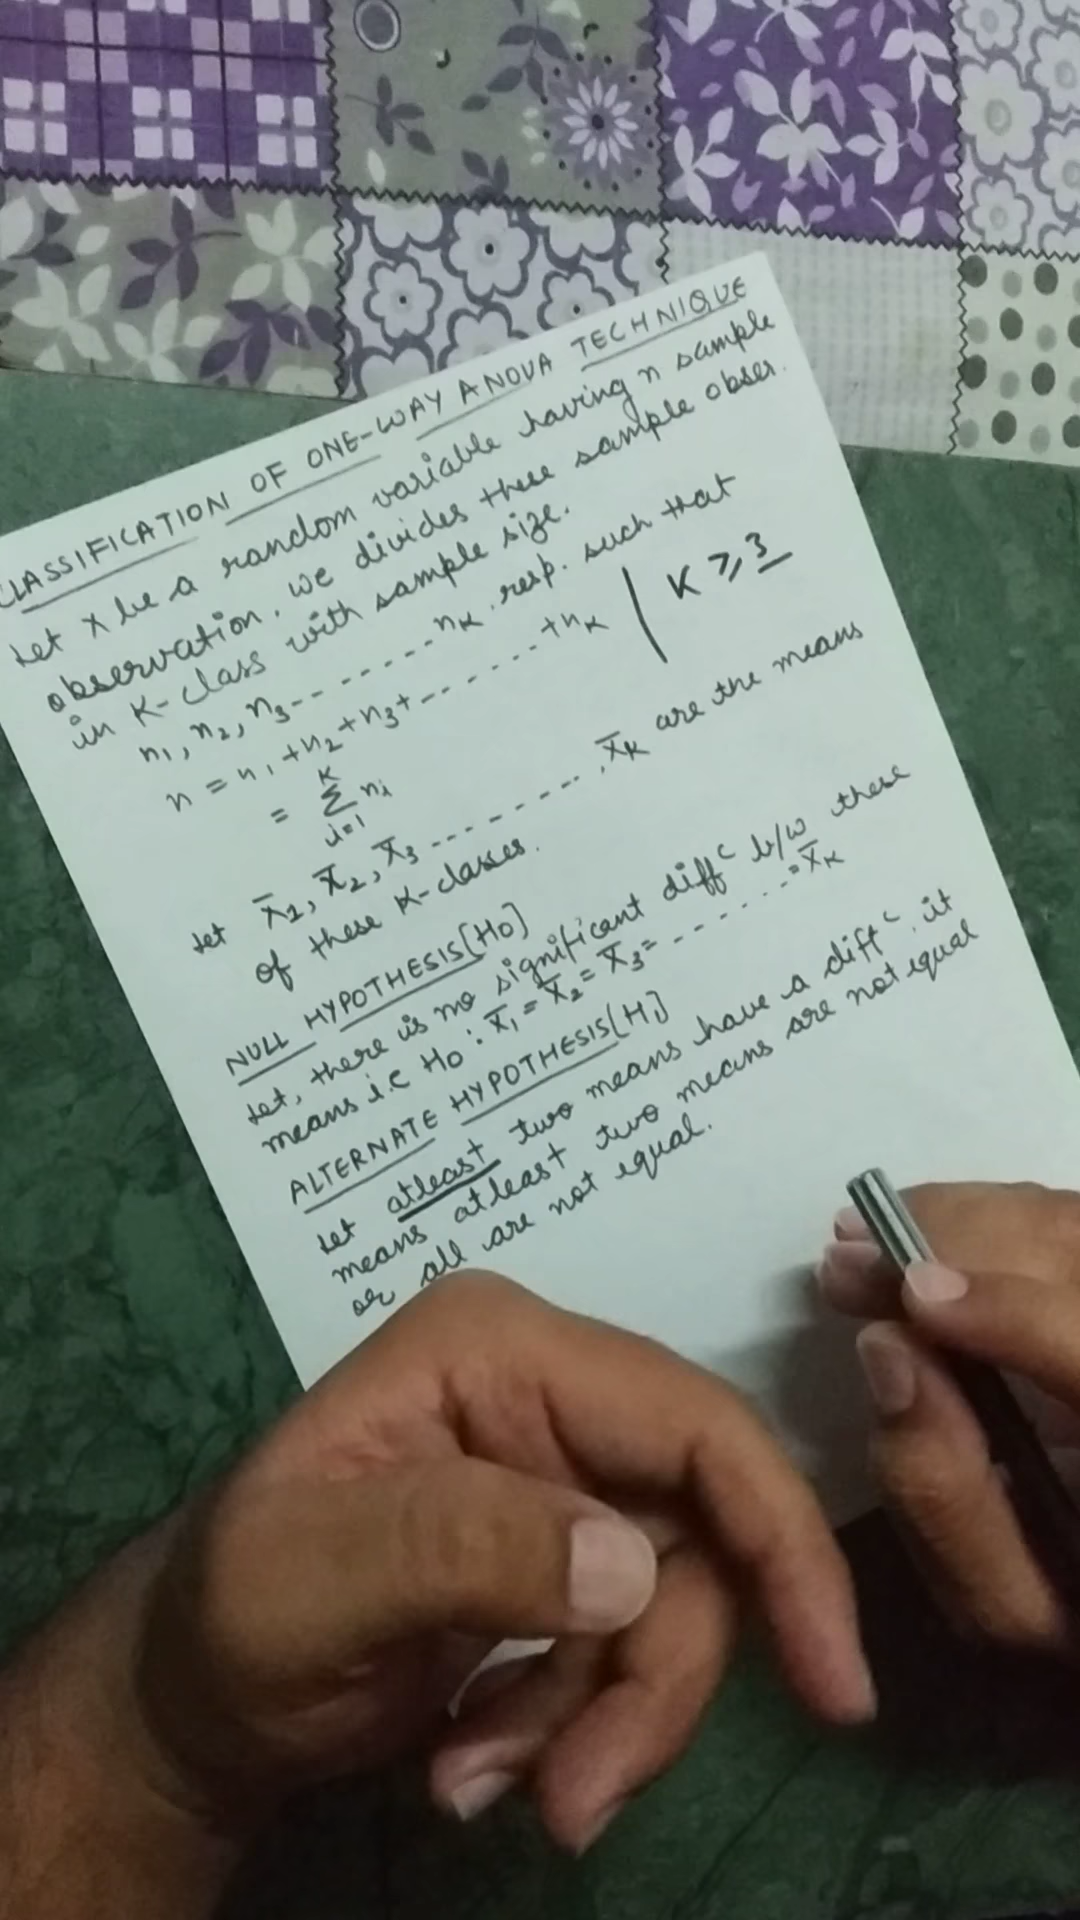 CLASSIFICATION OF ONE-WAY ANOVA TECHNIQUE
Let X be a random variable having n sample
observation. we divides these sample obser.
in K-class with sample size.
n1, n2, n3-------nK. resp. such that
n = n1+n2+n3+-------+nK | K ≥ 3
= K∑i=1 ni
Let X̄1, X̄2, X̄3 --------- , X̄K are the means
of these K-classes.
NULL HYPOTHESIS[H0]
Let, there is no significant diffᶜ b/w these
means i.e H0 : X̄1 = X̄2 = X̄3 = ------- = X̄K
ALTERNATE HYPOTHESIS[H1]
Let atleast two means have a diffᶜ, it
means atleast two means are not equal
or all are not equal.